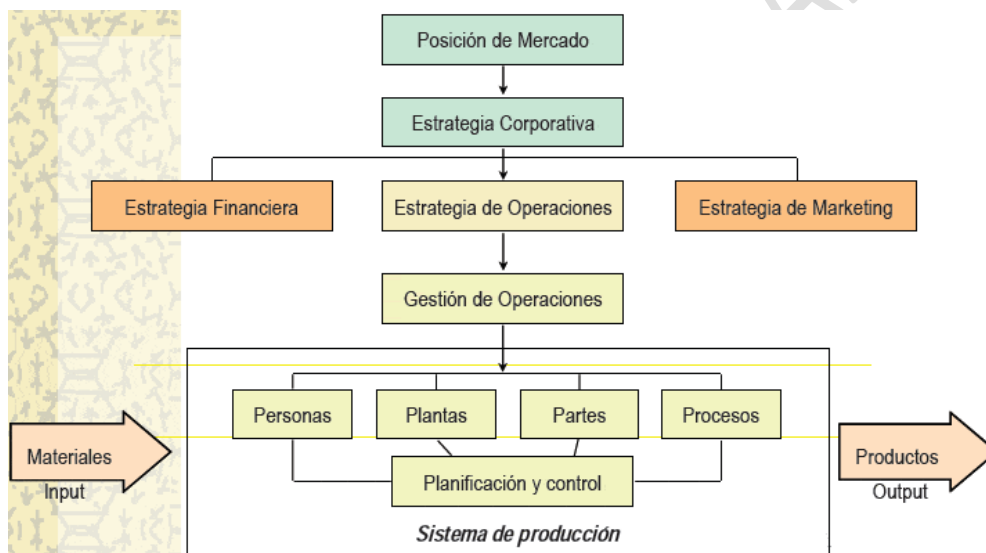 Posición de Mercado
Estrategia Corporativa
Estrategia Financiera
Estrategia de Operaciones
Estrategia de Marketing
Gestión de Operaciones
Personas
Plantas
Partes
Procesos
Materiales
Input
Planificación y control
Productos
Output
Sistema de producción